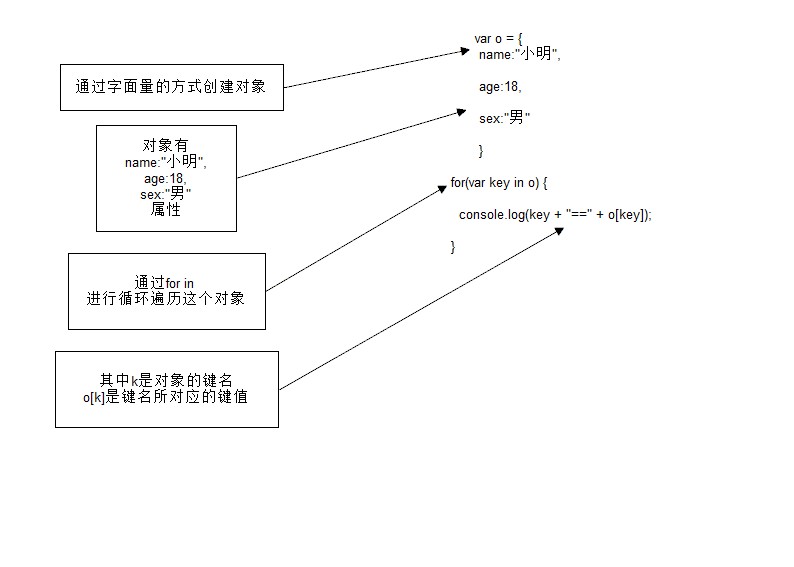 通过字面量的方式创建对象
对象有
name:"小明",
age:18,
sex:"男"
属性
通过for in
进行循环遍历这个对象
其中k是对象的键名
o[k]是键名所对应的键值
var o = {
name:"小明",
age:18,
sex:"男"
}
for(var key in o) {
console.log(key + "==" + o[key]);
}